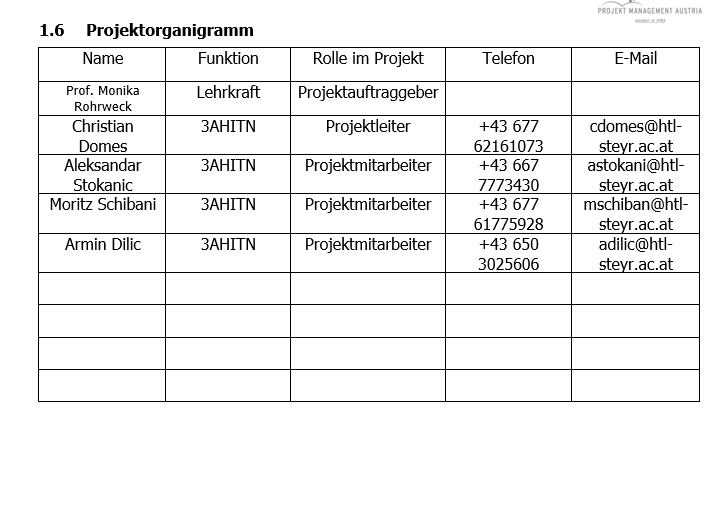 PROJEKT MANAGEMENT AUSTRIA
1.6 Projektorganigramm
Name Funktion Rolle im Projekt Telefon E-Mail
Prof. Monika
Rohrweck
Lehrkraft Projektauftraggeber
Christian
Domes
3AHITN Projektleiter
+43 677
62161073
cdomes@htl-
steyr.ac.at
Aleksandar
Stokanic
3AHITN Projektmitarbeiter
+43 667
7773430
astokani@htl-
steyr.ac.at
Moritz Schibani 3AHITN Projektmitarbeiter
+43 677
61775928
mschiban@htl-
steyr.ac.at
Armin Dilic 3AHITN Projektmitarbeiter
+43 650
3025606
adilic@htl-
steyr.ac.at